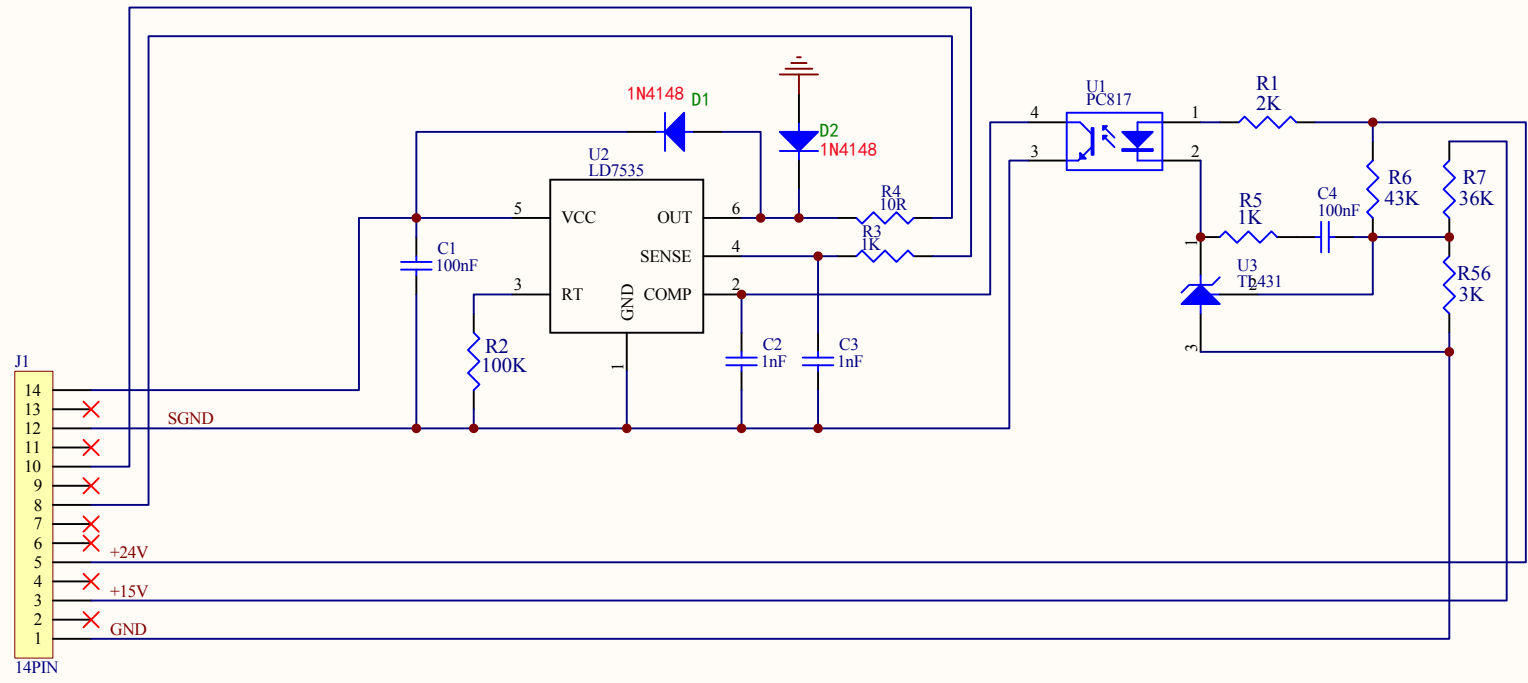 1N4148 D1
D2
1N4148
U2
LD7535
5 VCC
OUT 6
SENSE 4
3 RT
COMP 2
GND
1
R4
10R
R3
1K
C1
100nF
R2
100K
C2
1nF
C3
1nF
U1
PC817
4
3
1
2
R1
2K
R6
43K
R7
36K
R5
1K
C4
100nF
U3
TL431
1
2
3
R56
3K
J1
14
13
12 SGND
11
10
9
8
7
6
5 +24V
4
3 +15V
2
1 GND
14PIN